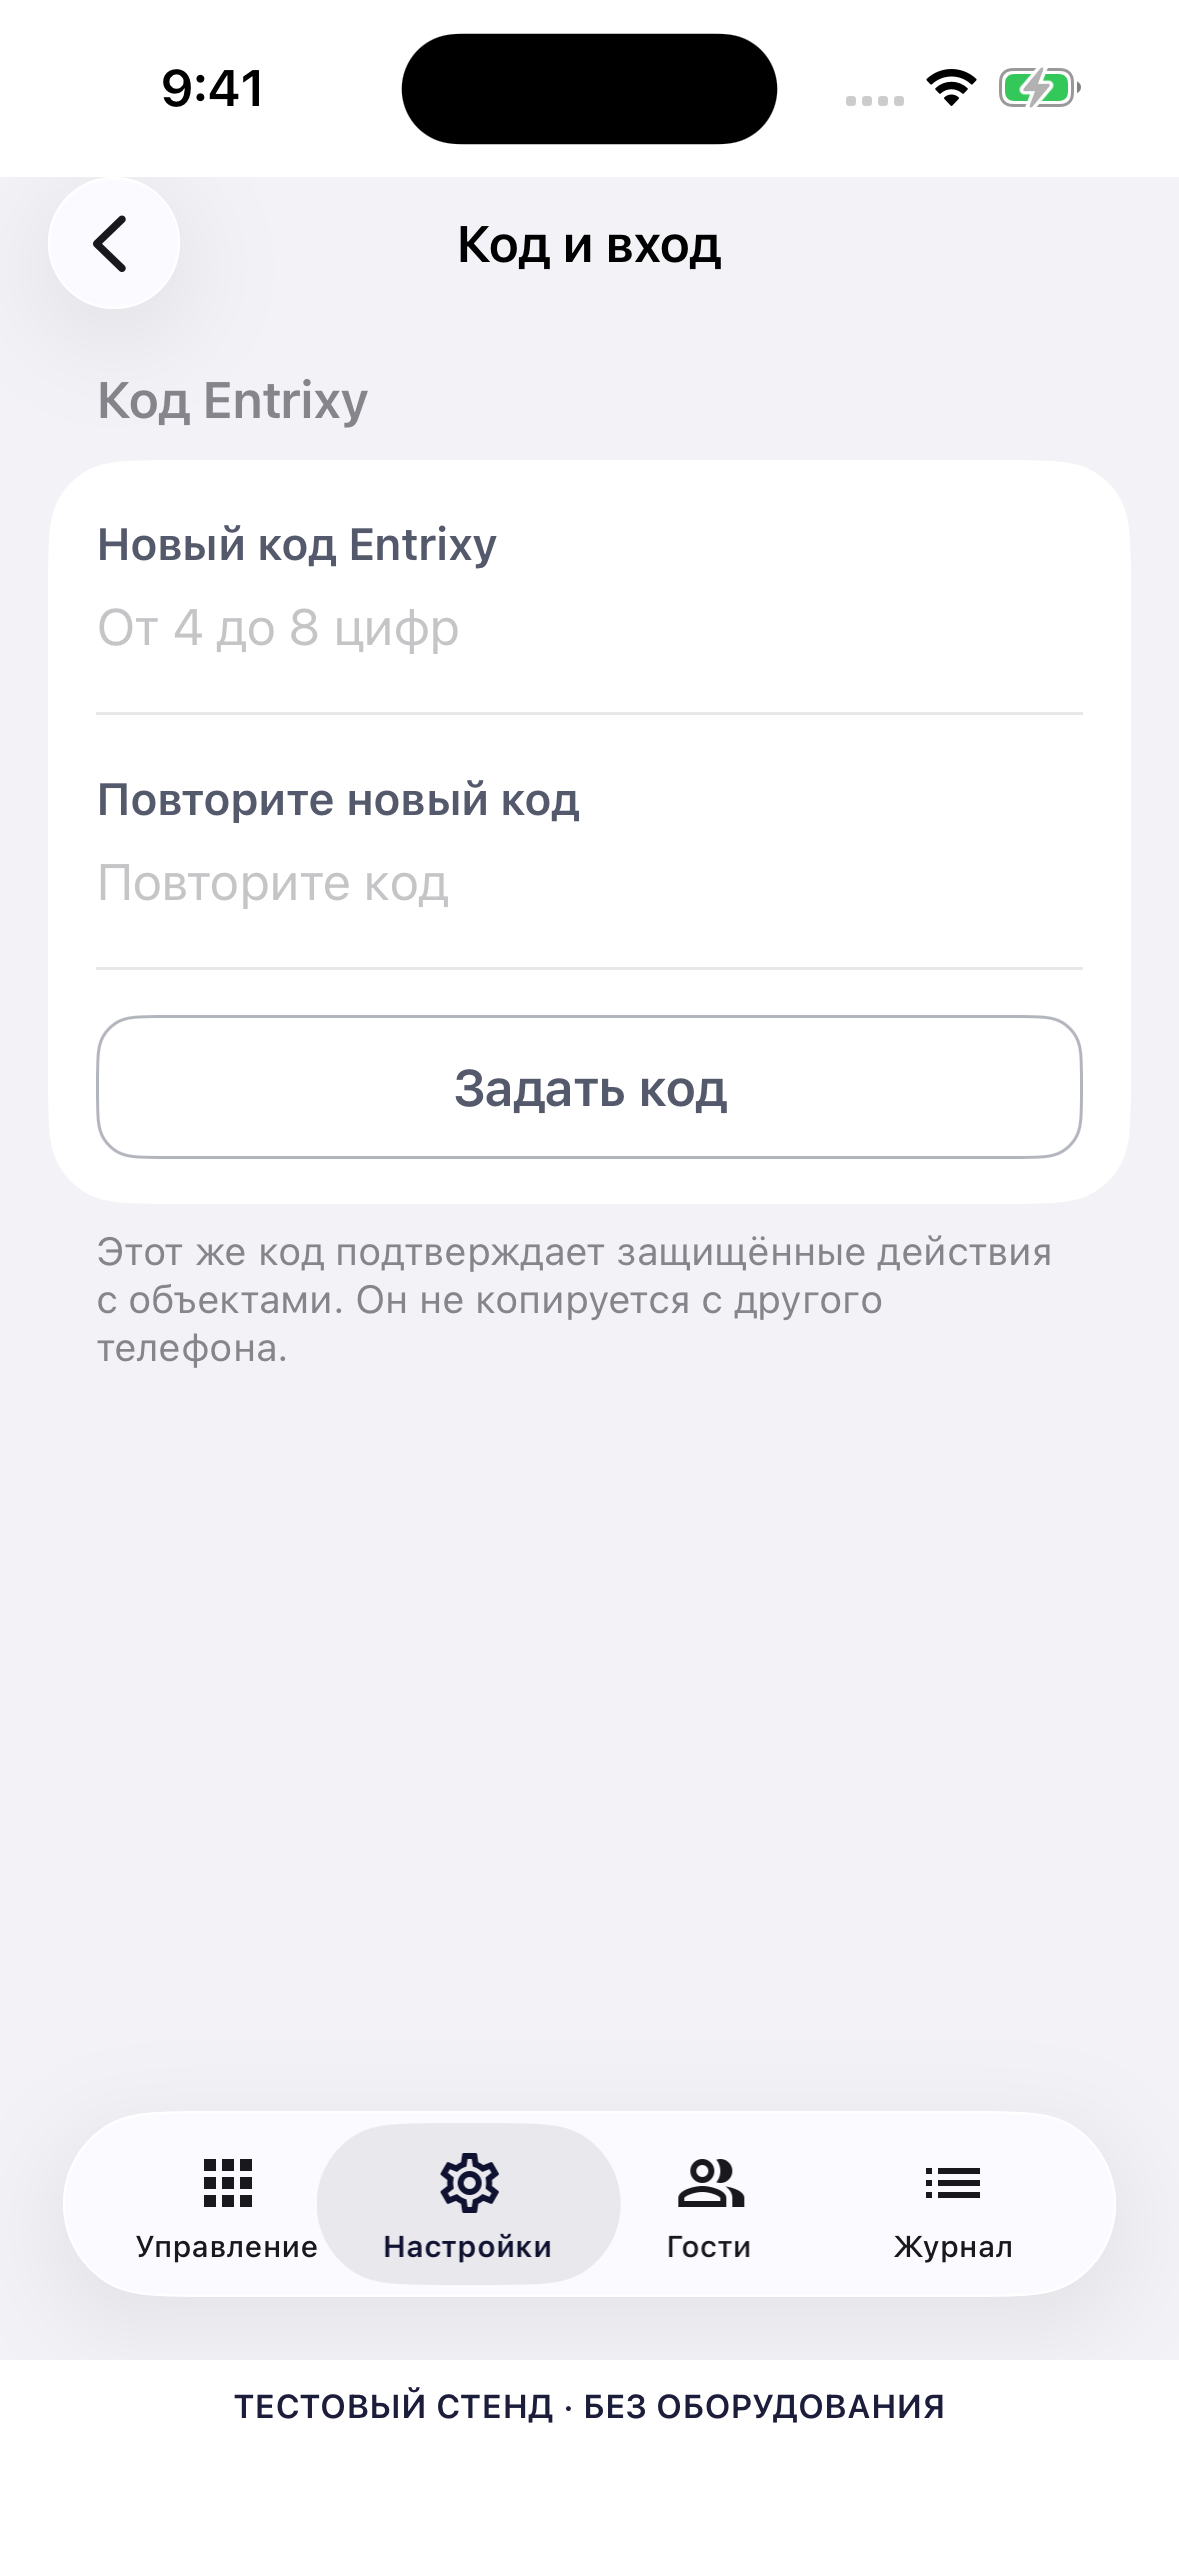 9:41
Код и вход
Код Entrixy
Новый код Entrixy
От 4 до 8 цифр
Повторите новый код
Повторите код
Задать код
Этот же код подтверждает защищённые действия
с объектами. Он не копируется с другого
телефона.
Управление
Настройки
Гости
Журнал
ТЕСТОВЫЙ СТЕНД · БЕЗ ОБОРУДОВАНИЯ